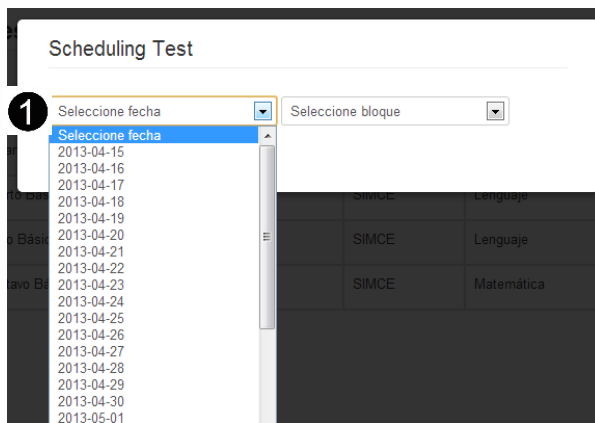 Scheduling Test
1
Seleccione fecha
Seleccione bloque
Seleccione fecha
2013-04-15
2013-04-16
2013-04-17
2013-04-18
2013-04-19
2013-04-20
2013-04-21
2013-04-22
2013-04-23
2013-04-24
2013-04-25
2013-04-26
2013-04-27
2013-04-28
2013-04-29
2013-04-30
2013-05-01
SIMCE Lenguaje
SIMCE Lenguaje
SIMCE Matemática